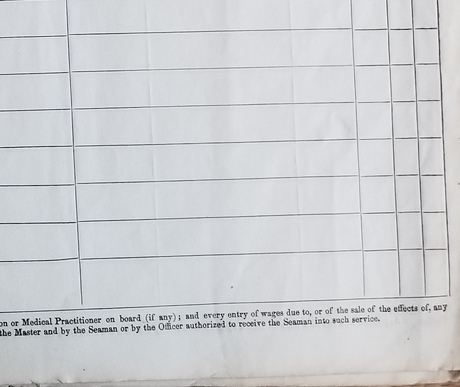 on or Medical Practitioner on board (if any); and every entry of wages due to, or of the sale of the effects of, any
the Master and by the Seaman or by the Officer authorized to receive the Seaman into such service.